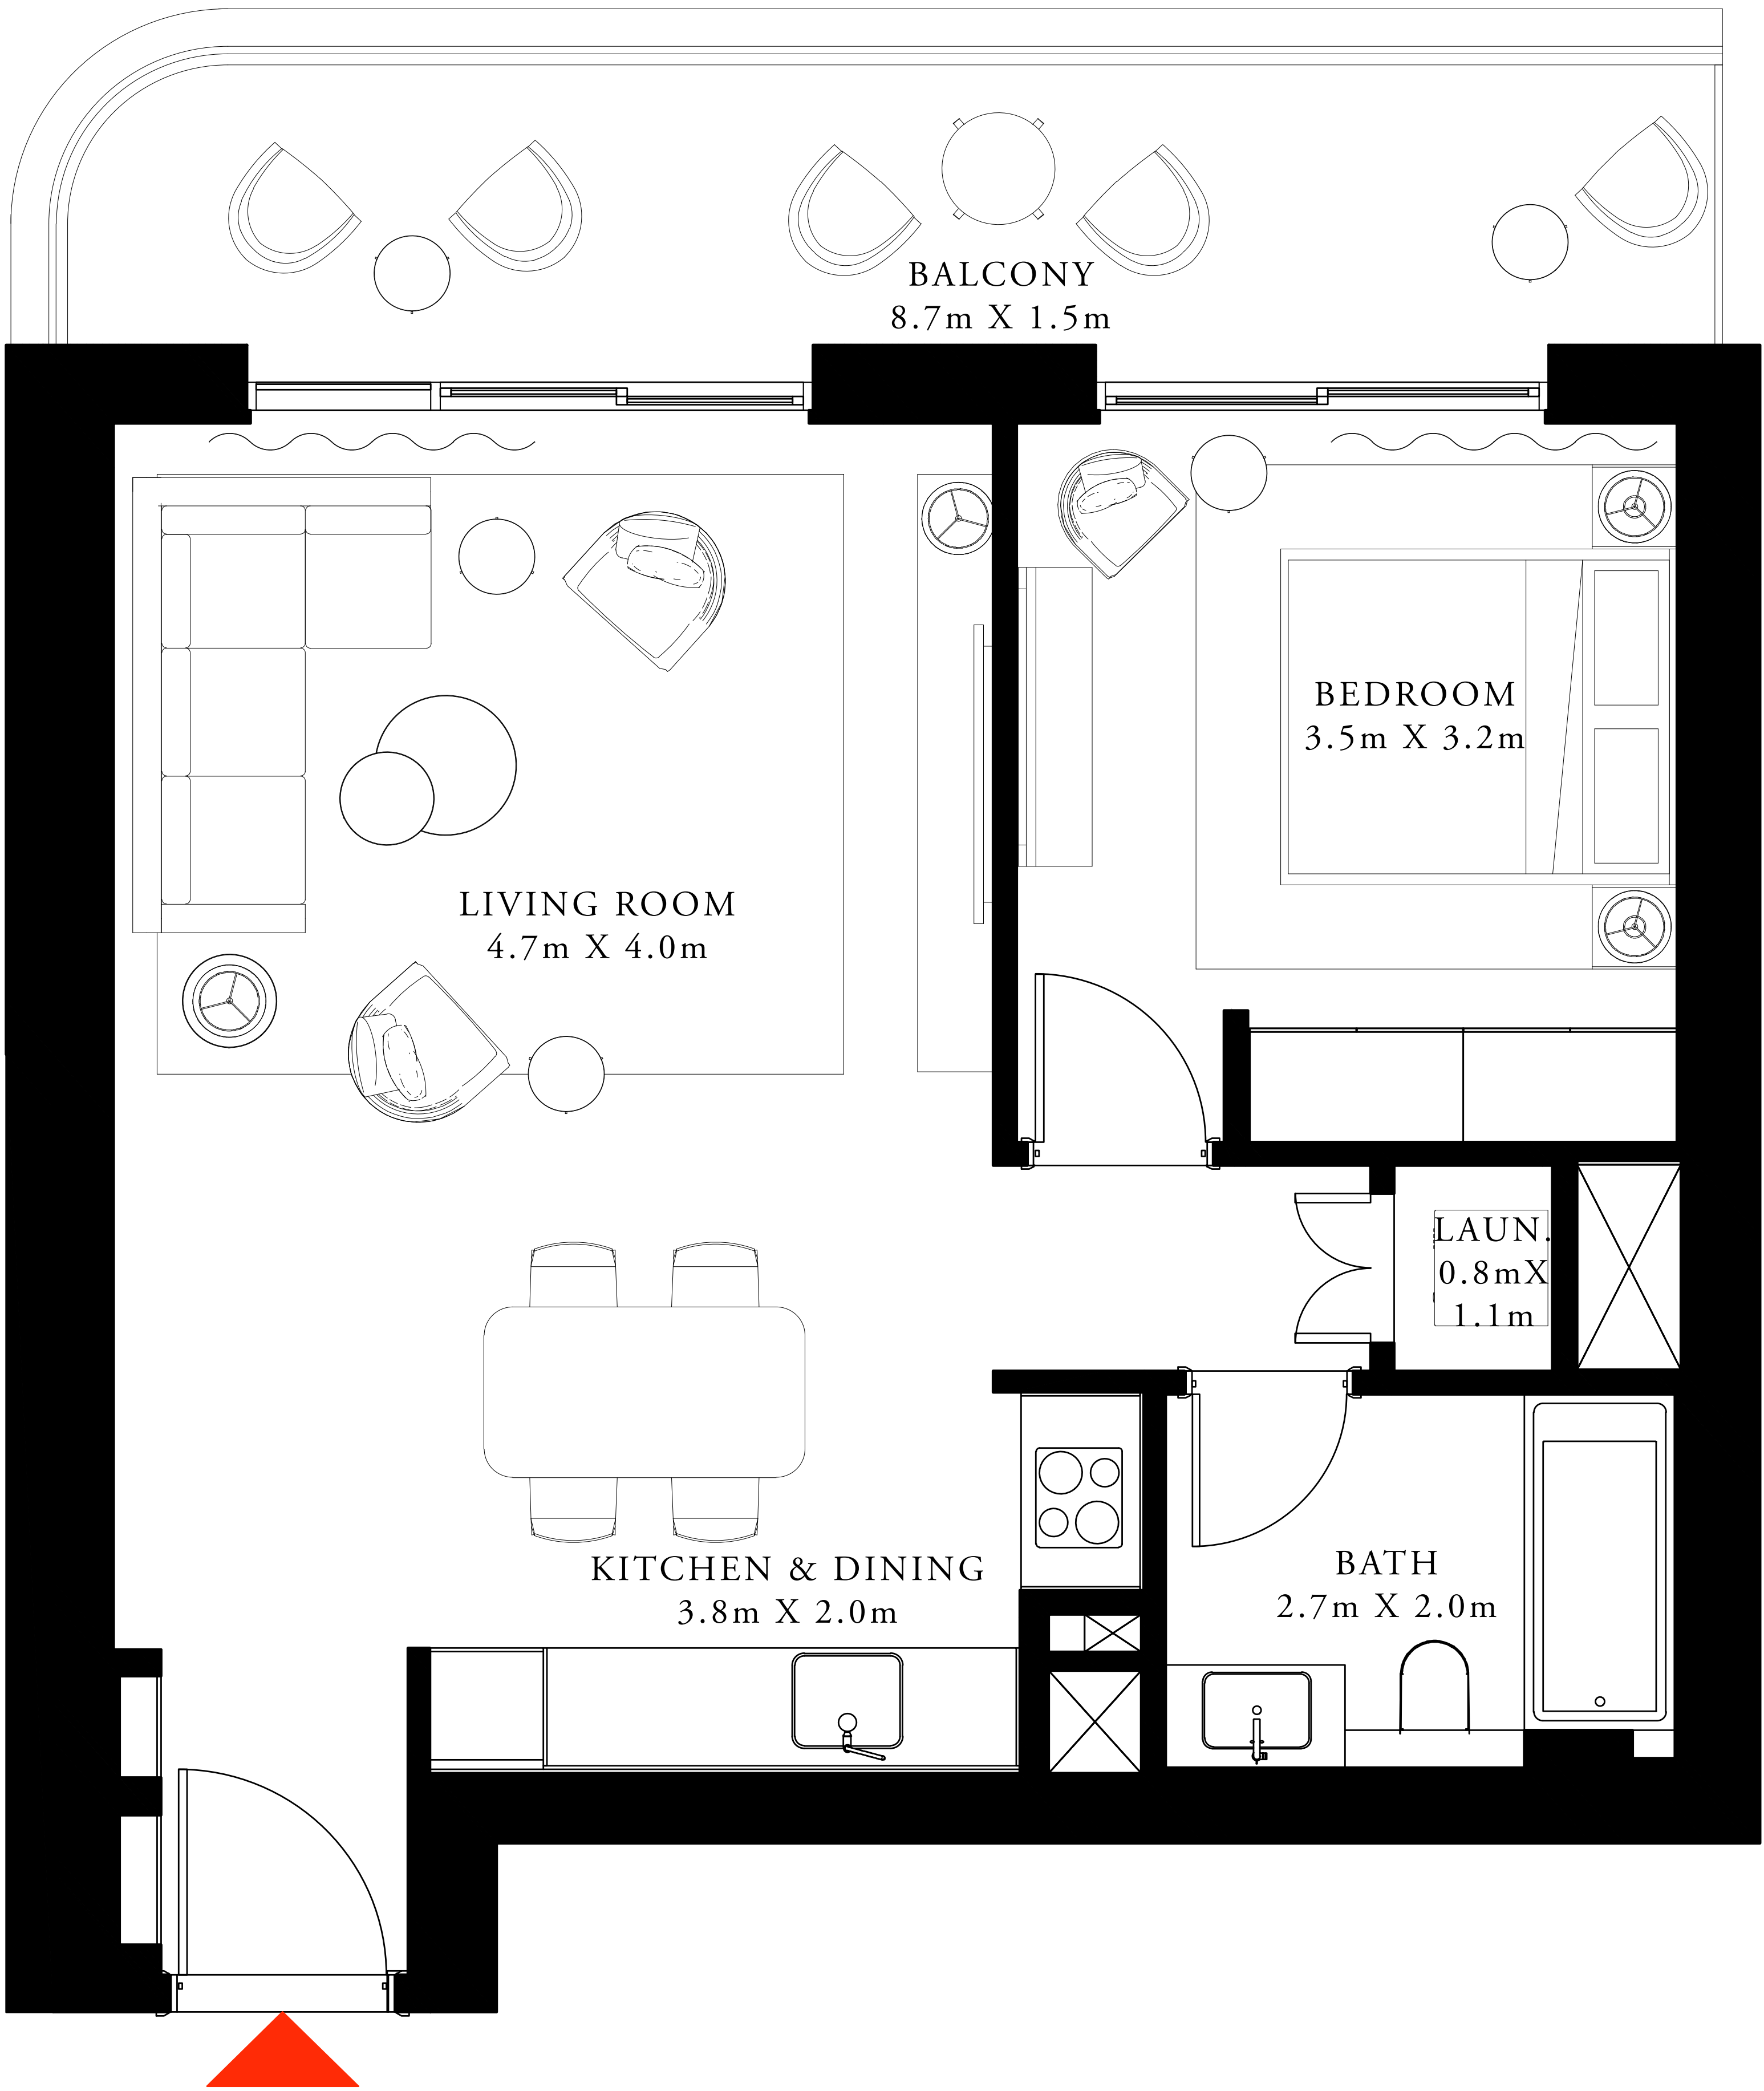 BALCONY
8.7m X 1.5m
BEDROOM
3.5m X 3.2m
LIVING ROOM
4.7m X 4.0m
LAUN.
0.8mX
1.1m
KITCHEN & DINING
3.8m X 2.0m
BATH
2.7m X 2.0m